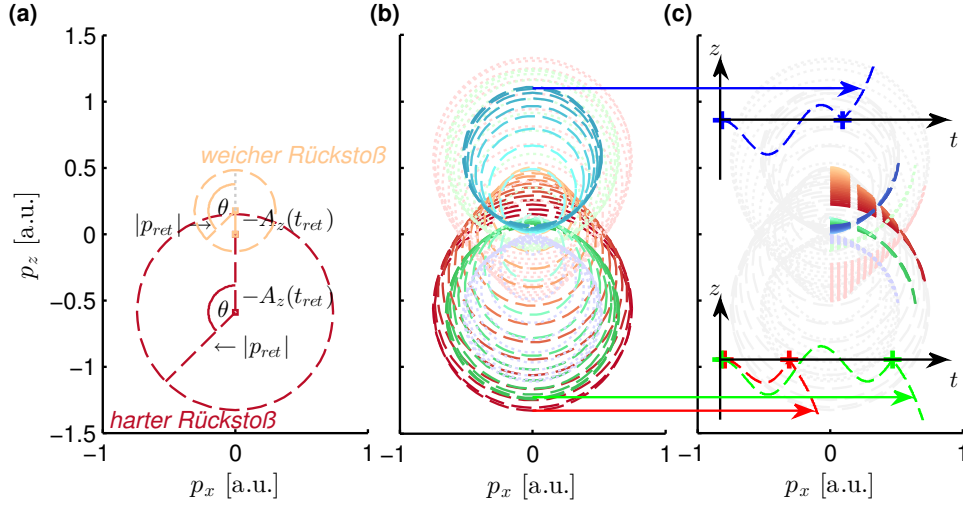 (a)
(b)
(c)
1.5
1
0.5
0
−0.5
−1
−1.5
p_z [a.u.]
−1
0
1
p_x [a.u.]
weicher Rückstoß
θ
|p_ret| →
−A_z(t_ret)
−A_z(t_ret)
θ
← |p_ret|
harter Rückstoß
−1
0
1
p_x [a.u.]
z
t
z
t
−1
0
1
p_x [a.u.]